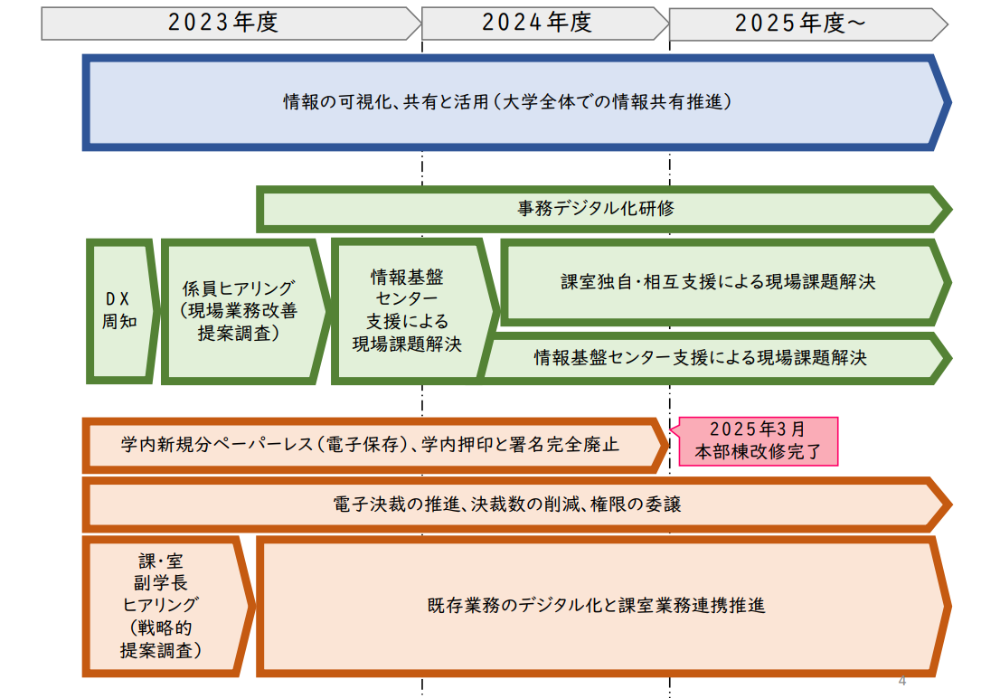 2023年度
2024年度
2025年度～
情報の可視化、共有と活用（大学全体での情報共有推進）
事務デジタル化研修
DX
周知
係員ヒアリング
（現場業務改善
提案調査）
情報基盤
センター
支援による
現場課題解決
課室独自・相互支援による現場課題解決
情報基盤センター支援による現場課題解決
学内新規分ペーパーレス（電子保存）、学内押印と署名完全廃止
2025年3月
本部棟改修完了
電子決裁の推進、決裁数の削減、権限の委譲
課・室
副学長
ヒアリング
（戦略的
提案調査）
既存業務のデジタル化と課室業務連携推進
4